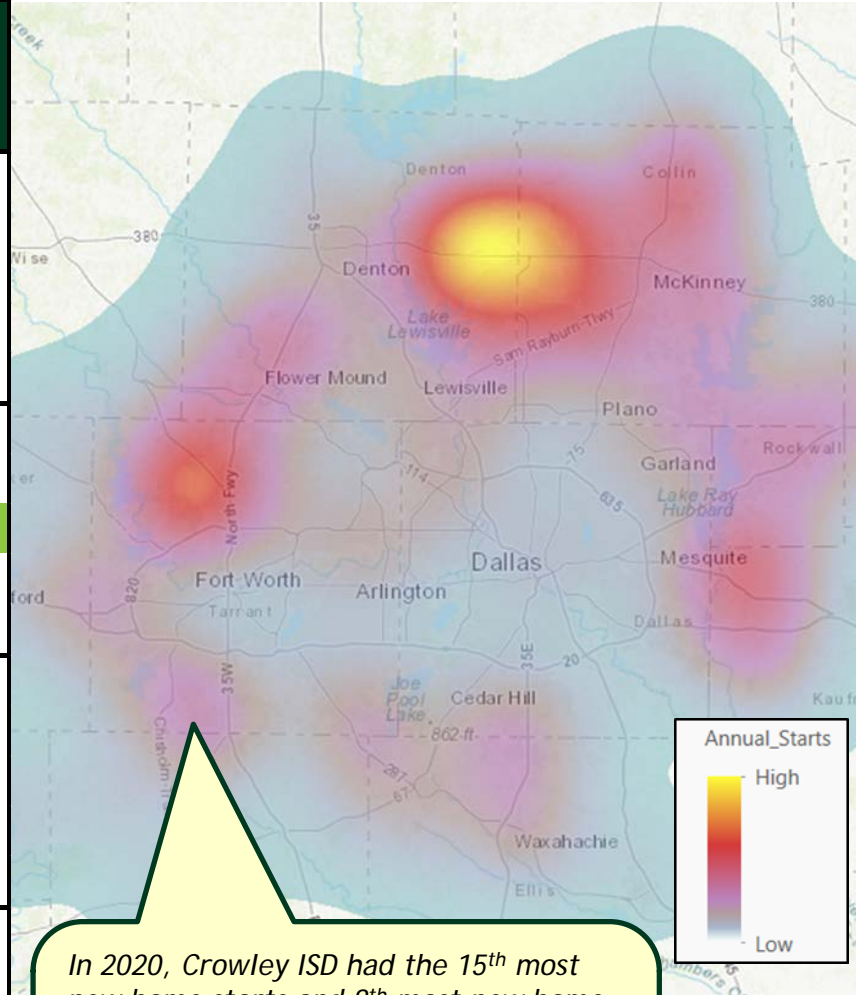 Creek
Denton
Collin
35
380
Wise
Denton
McKinney
380
Lake
Lewisville
Sam Rayburn-Tlwy
Flower Mound
Lewisville
Plano
75
Rockwall
114
Garland
North Fwy
635
Lake Ray
Hubbard
Dallas
Mesquite
820
Fort Worth
ford
Arlington
Tarrant
Dallas
35W
35E
20
Joe
Pool
Lake
Cedar Hill
862-ft
287
67
Waxahachie
Ellis
Annual_Starts
High
Low
45
In 2020, Crowley ISD had the 15th most